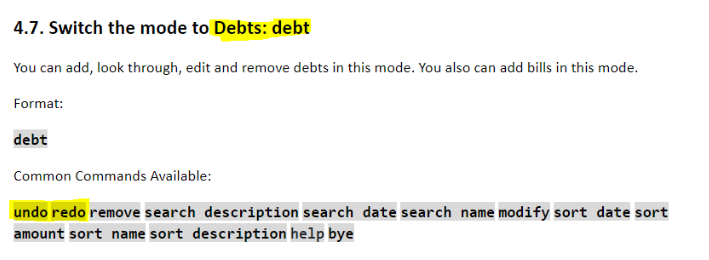 4.7. Switch the mode to Debts: debt
You can add, look through, edit and remove debts in this mode. You also can add bills in this mode.
Format:
debt
Common Commands Available:
undo redo remove search description search date search name modify sort date sort
amount sort name sort description help bye